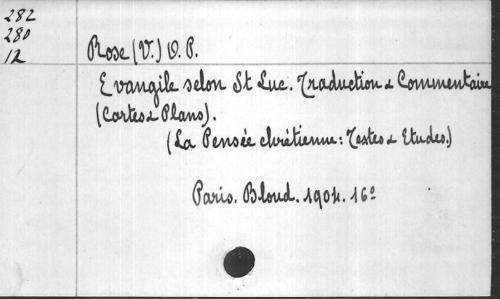 282
280
12
Rose (V.) O. P.
Evangile selon St Luc. Traduction & Commentaire
(Cartes & Plans).
(La Pensée chrétienne: Textes & Etudes.)
Paris. Bloud. 1904. 16º